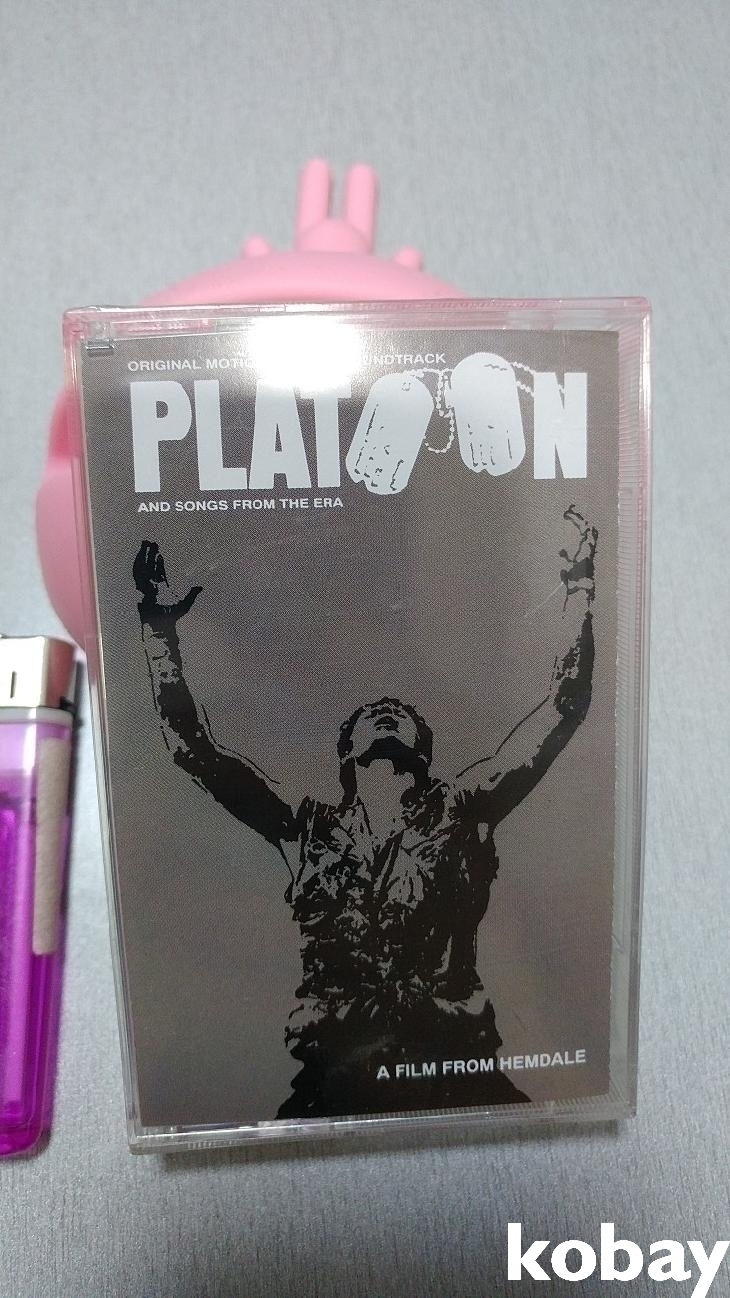 ORIGINAL
PLATOON
AND SONGS FROM THE ERA
A FILM FROM HEMDALE
kobay